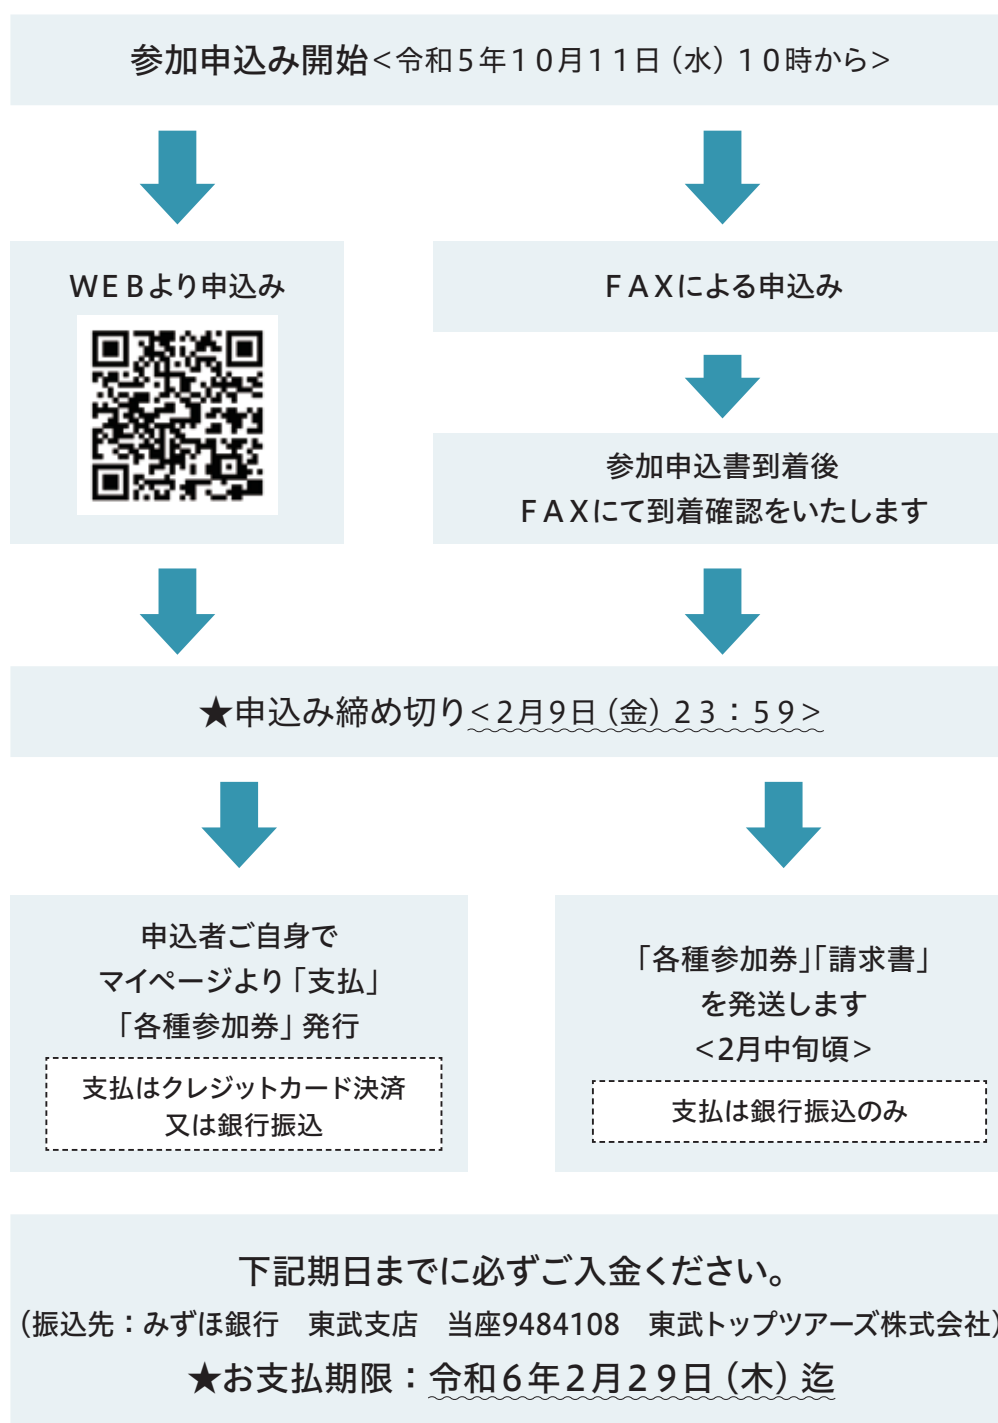 参加申込み開始＜令和５年１０月１１日（水）１０時から＞
ＷＥＢより申込み
ＦＡＸによる申込み
参加申込書到着後
ＦＡＸにて到着確認をいたします
★申込み締め切り＜２月９日（金）２３：５９＞
申込者ご自身で
マイページより「支払」
「各種参加券」発行
支払はクレジットカード決済
又は銀行振込
「各種参加券」「請求書」
を発送します
＜2月中旬頃＞
支払は銀行振込のみ
下記期日までに必ずご入金ください。
（振込先：みずほ銀行　東武支店　当座9484108　東武トップツアーズ株式会社）
★お支払期限：令和６年２月２９日（木）迄